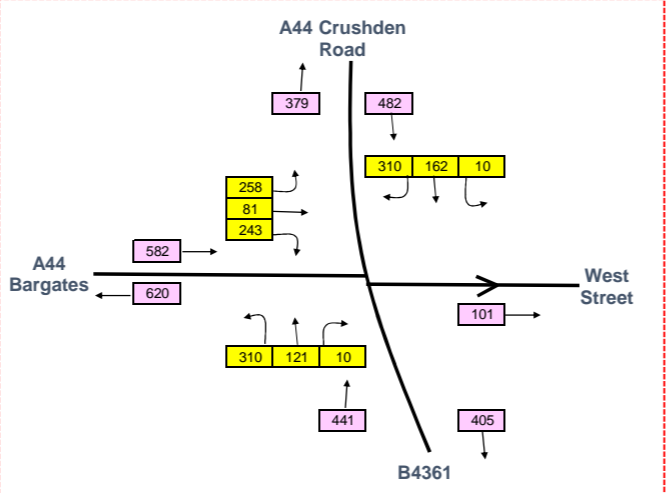 A44 Crushden
Road
379
482
310 162 10
258
81
243
582
A44
Bargates
620
West
Street
101
310 121 10
441
405
B4361